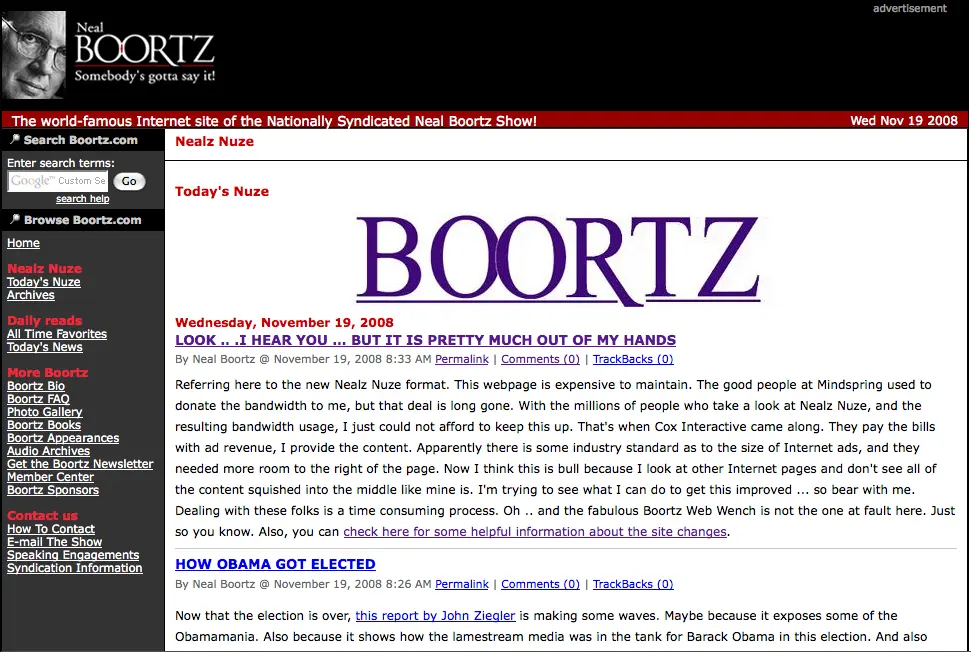 advertisement
Neal
BOORTZ
Somebody's gotta say it!
The world-famous Internet site of the Nationally Syndicated Neal Boortz Show!
Wed Nov 19 2008
Search Boortz.com
Enter search terms:
Google™ Custom Se
Go
search help
Browse Boortz.com
Home
Nealz Nuze
Today's Nuze
Archives
Daily reads
All Time Favorites
Today's News
More Boortz
Boortz Bio
Boortz FAQ
Photo Gallery
Boortz Books
Boortz Appearances
Audio Archives
Get the Boortz Newsletter
Member Center
Boortz Sponsors
Contact us
How To Contact
E-mail The Show
Speaking Engagements
Syndication Information
Nealz Nuze
Today's Nuze
BOORTZ
Wednesday, November 19, 2008
LOOK .. .I HEAR YOU ... BUT IT IS PRETTY MUCH OUT OF MY HANDS
By Neal Boortz @ November 19, 2008 8:33 AM Permalink | Comments (0) | TrackBacks (0)
Referring here to the new Nealz Nuze format. This webpage is expensive to maintain. The good people at Mindspring used to
donate the bandwidth to me, but that deal is long gone. With the millions of people who take a look at Nealz Nuze, and the
resulting bandwidth usage, I just could not afford to keep this up. That's when Cox Interactive came along. They pay the bills
with ad revenue, I provide the content. Apparently there is some industry standard as to the size of Internet ads, and they
needed more room to the right of the page. Now I think this is bull because I look at other Internet pages and don't see all of
the content squished into the middle like mine is. I'm trying to see what I can do to get this improved ... so bear with me.
Dealing with these folks is a time consuming process. Oh .. and the fabulous Boortz Web Wench is not the one at fault here. Just
so you know. Also, you can check here for some helpful information about the site changes.
HOW OBAMA GOT ELECTED
By Neal Boortz @ November 19, 2008 8:26 AM Permalink | Comments (0) | TrackBacks (0)
Now that the election is over, this report by John Ziegler is making some waves. Maybe because it exposes some of the
Obamamania. Also because it shows how the lamestream media was in the tank for Barack Obama in this election. And also